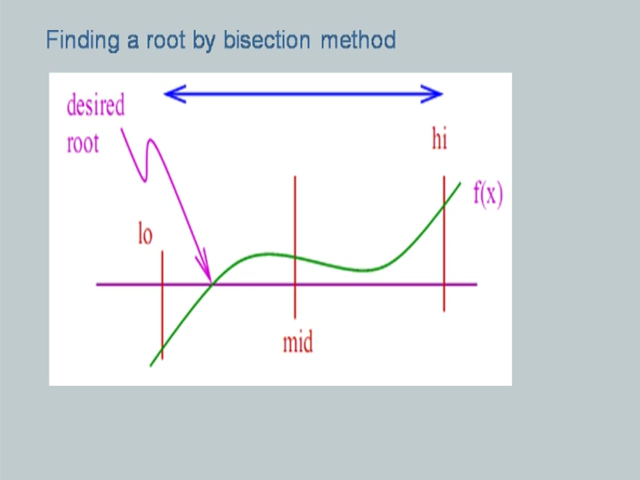 Finding a root by bisection method
desired
root
hi
f(x)
lo
mid